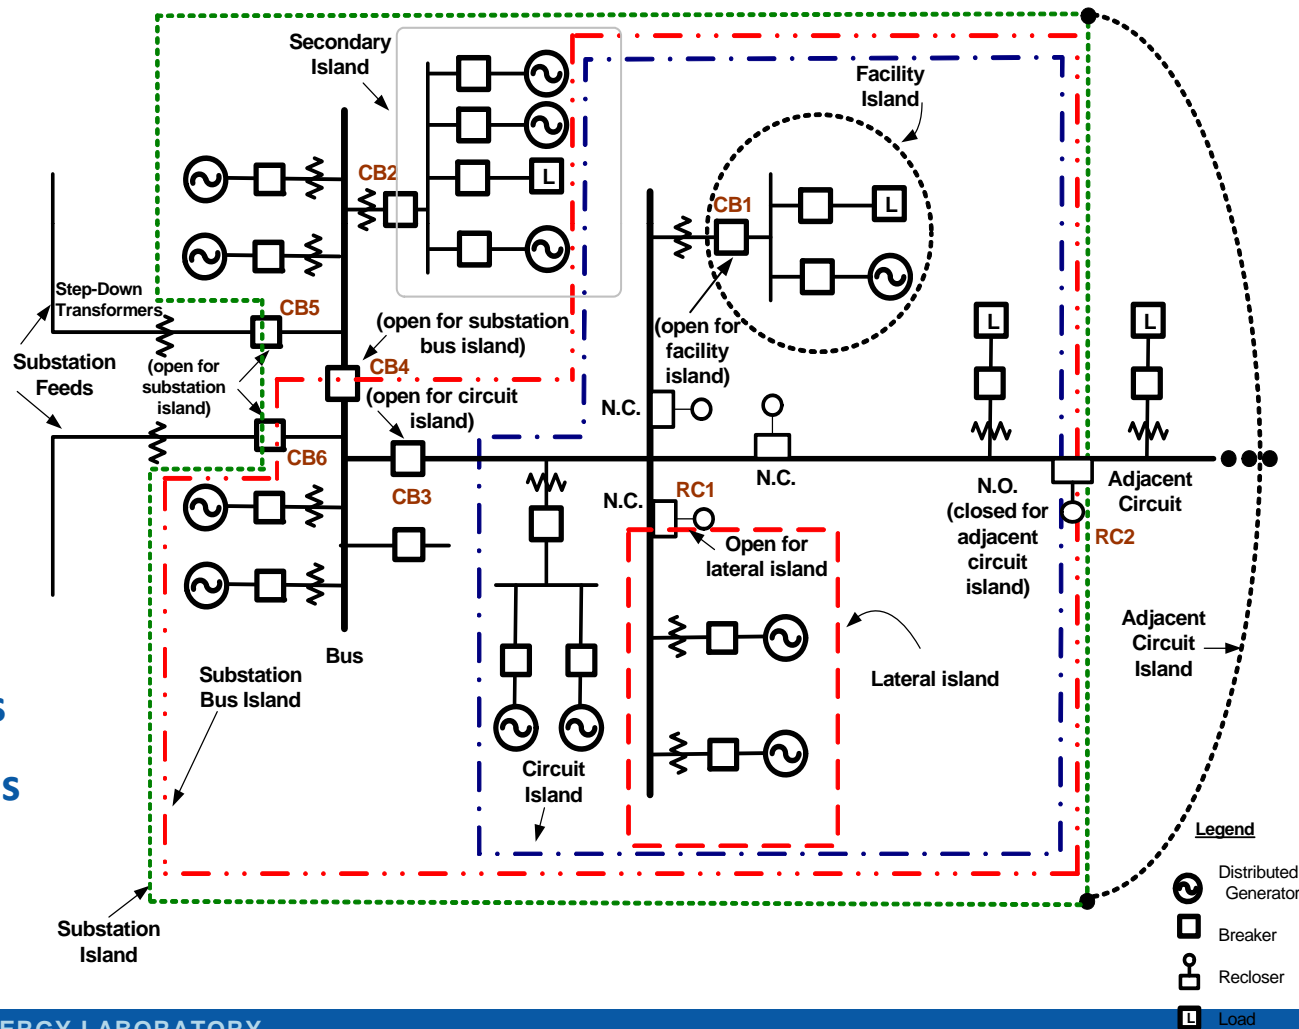 Secondary
Island
Facility
Island
CB2
L
CB1
L
Step-Down
Transformers
CB5
(open for substation
bus island)
(open for
facility
island)
L
L
Substation
Feeds
(open for
substation
island)
CB4
(open for circuit
island)
N.C.
CB6
CB3
N.C.
RC1
N.C.
N.O.
(closed for
adjacent
circuit
island)
Adjacent
Circuit
RC2
Open for
lateral island
Adjacent
Circuit
Island
Bus
Substation
Bus Island
Lateral island
s
s
Circuit
Island
Substation
Island
Legend
Distributed
Generator
Breaker
Recloser
L Load
ERGY LABORATORY